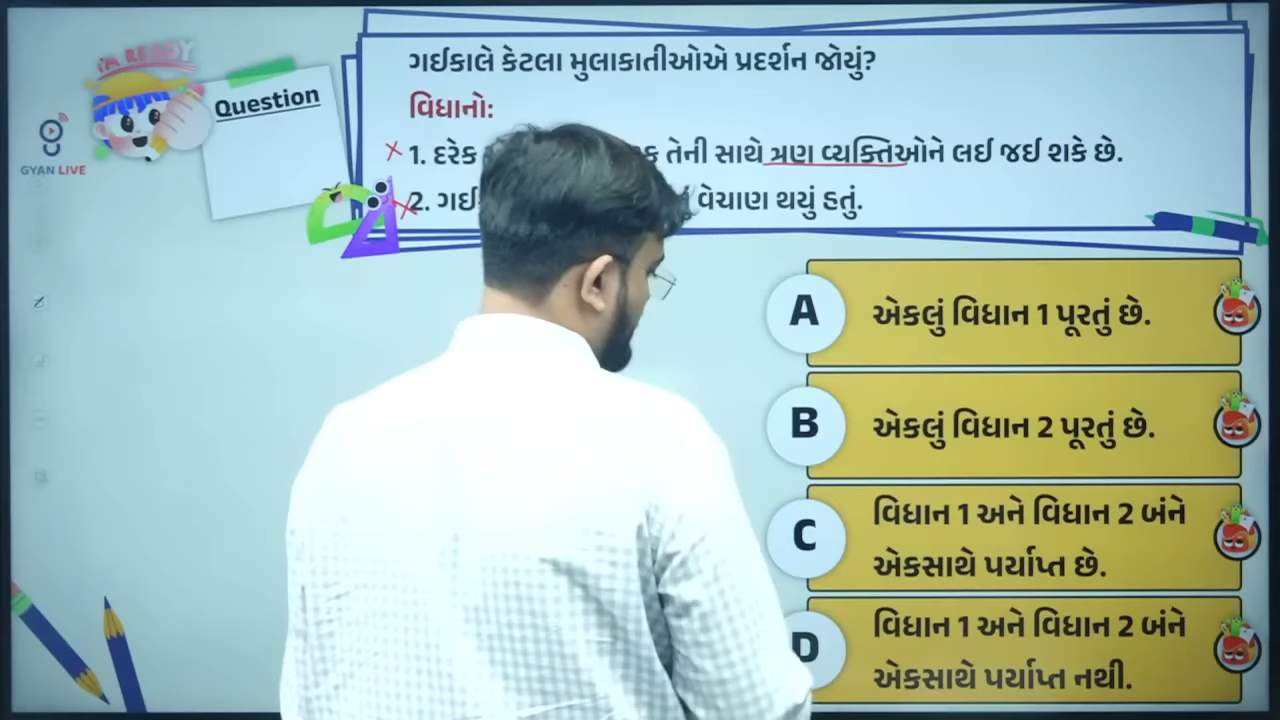 I'M READY
Question
GYAN LIVE
ગઈકાલે કેટલા મુલાકાતીઓએ પ્રદર્શન જોયું?
વિધાનો:
1. દરેક તેની સાથે ત્રણ વ્યક્તિઓને લઈ જઈ શકે છે.
2. વેચાણ થયું હતું.
A એકલું વિધાન 1 પૂરતું છે.
B એકલું વિધાન 2 પૂરતું છે.
C વિધાન 1 અને વિધાન 2 બંને
એકસાથે પર્યાપ્ત છે.
D વિધાન 1 અને વિધાન 2 બંને
એકસાથે પર્યાપ્ત નથી.